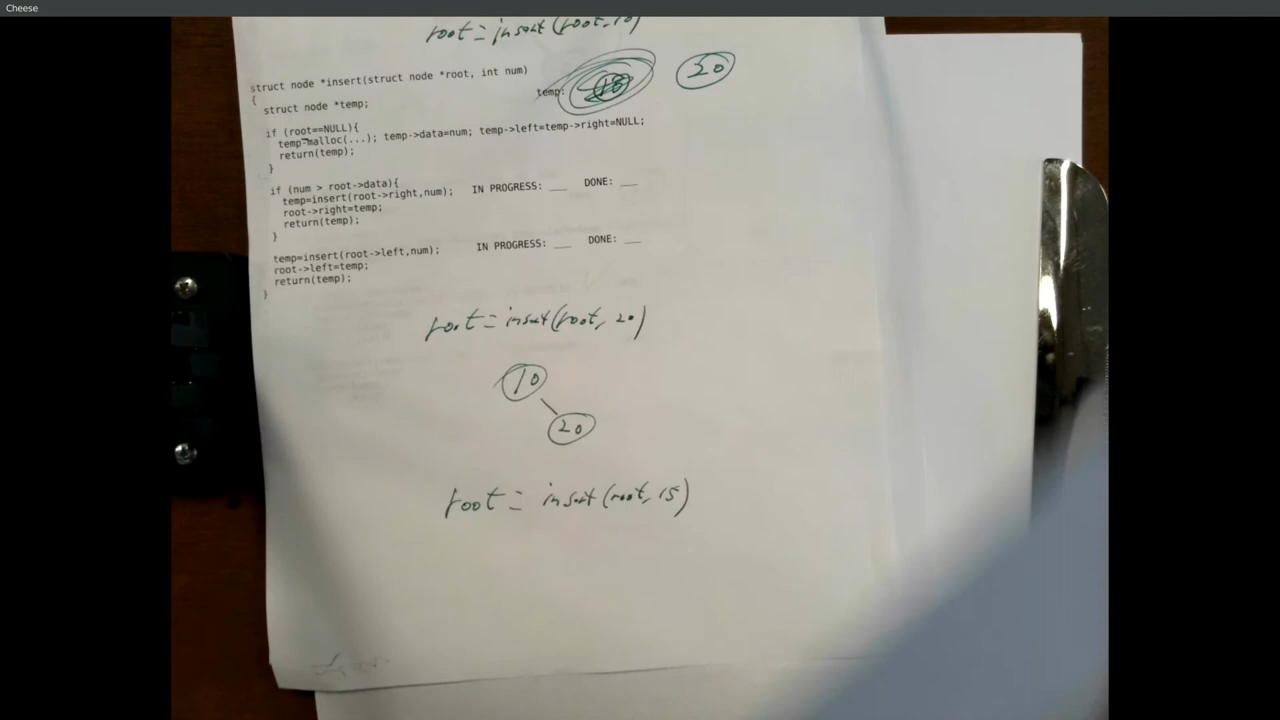 Cheese
root = insert(root, 10)
struct node *insert(struct node *root, int num)
{
temp: 20
struct node *temp;
if (root==NULL){
temp=malloc(...); temp->data=num; temp->left=temp->right=NULL;
return(temp);
}
if (num > root->data){
temp=insert(root->right,num); IN PROGRESS: ___ DONE: ___
root->right=temp;
return(temp);
}
temp=insert(root->left,num); IN PROGRESS: ___ DONE: ___
root->left=temp;
return(temp);
}
root = insert(root, 20)
10
20
root = insert(root, 15)